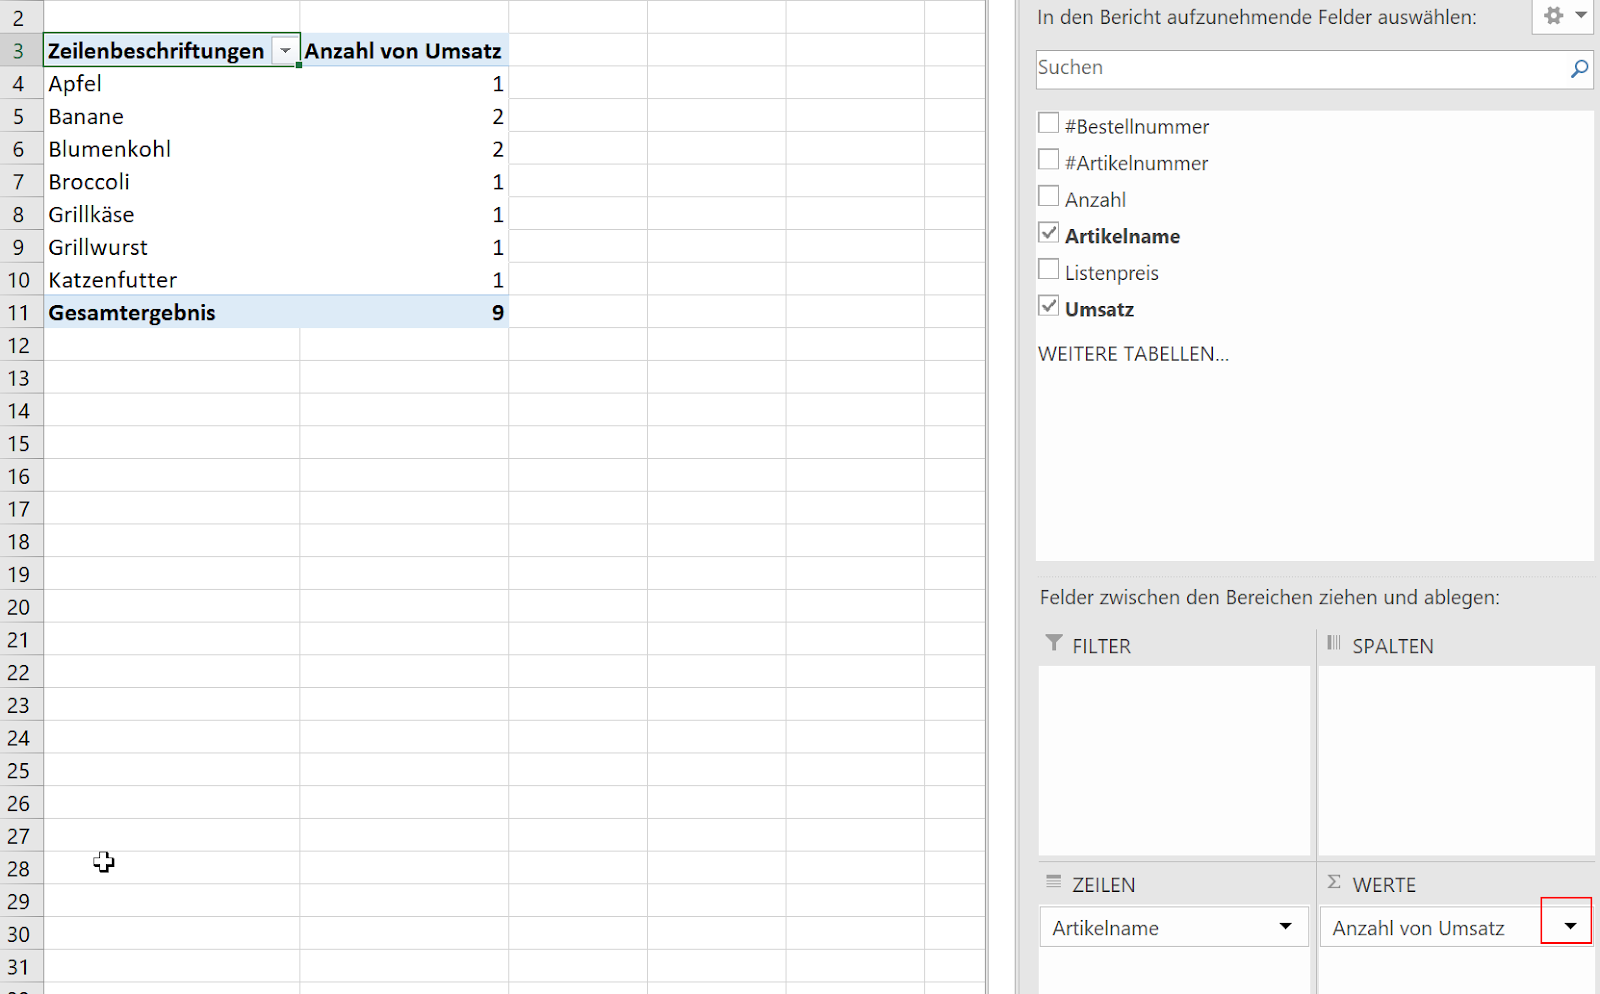 2
3 Zeilenbeschriftungen Anzahl von Umsatz
4 Apfel 1
5 Banane 2
6 Blumenkohl 2
7 Broccoli 1
8 Grillkäse 1
9 Grillwurst 1
10 Katzenfutter 1
11 Gesamtergebnis 9
12
13
14
15
16
17
18
19
20
21
22
23
24
25
26
27
28
29
30
31
In den Bericht aufzunehmende Felder auswählen:
Suchen
#Bestellnummer
#Artikelnummer
Anzahl
Artikelname
Listenpreis
Umsatz
WEITERE TABELLEN...
Felder zwischen den Bereichen ziehen und ablegen:
FILTER
SPALTEN
ZEILEN
Artikelname
Σ WERTE
Anzahl von Umsatz